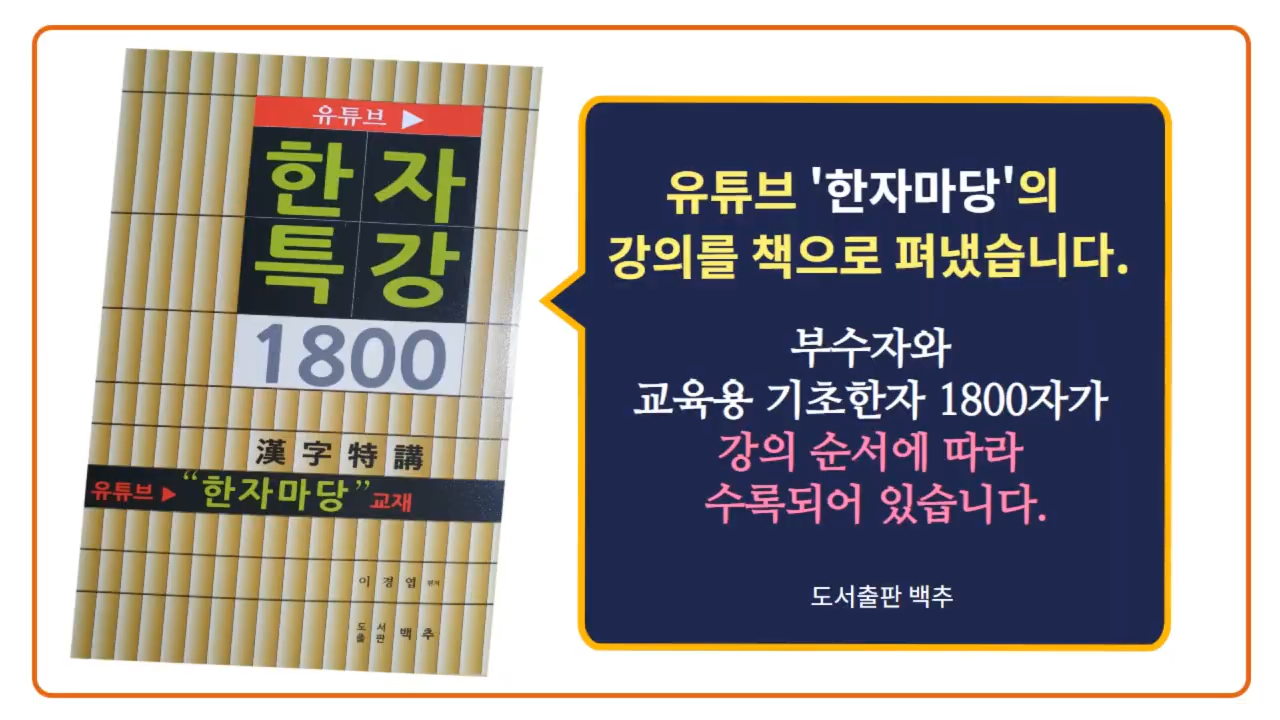 유튜브 ▶
한자
특강
1800
漢字特講
유튜브 ▶ “한자마당” 교재
이경엽
도서출판 백추
유튜브 '한자마당'의
강의를 책으로 펴냈습니다.
부수자와
교육용 기초한자 1800자가
강의 순서에 따라
수록되어 있습니다.
도서출판 백추